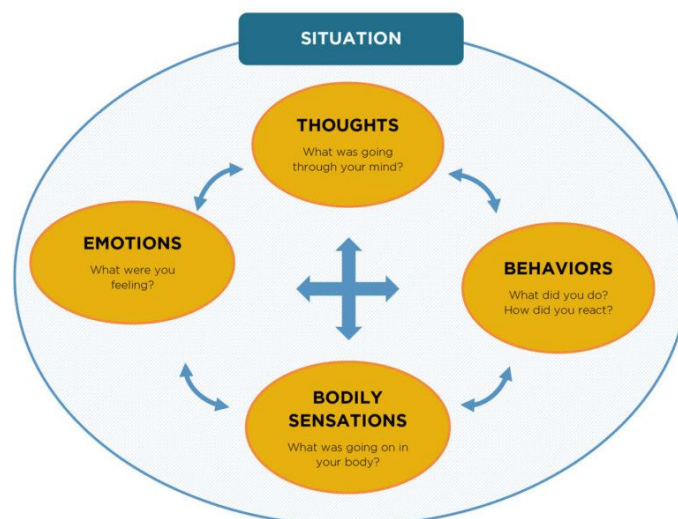 SITUATION
THOUGHTS
What was going
through your mind?
EMOTIONS
What were you
feeling?
BEHAVIORS
What did you do?
How did you react?
BODILY
SENSATIONS
What was going on in
your body?